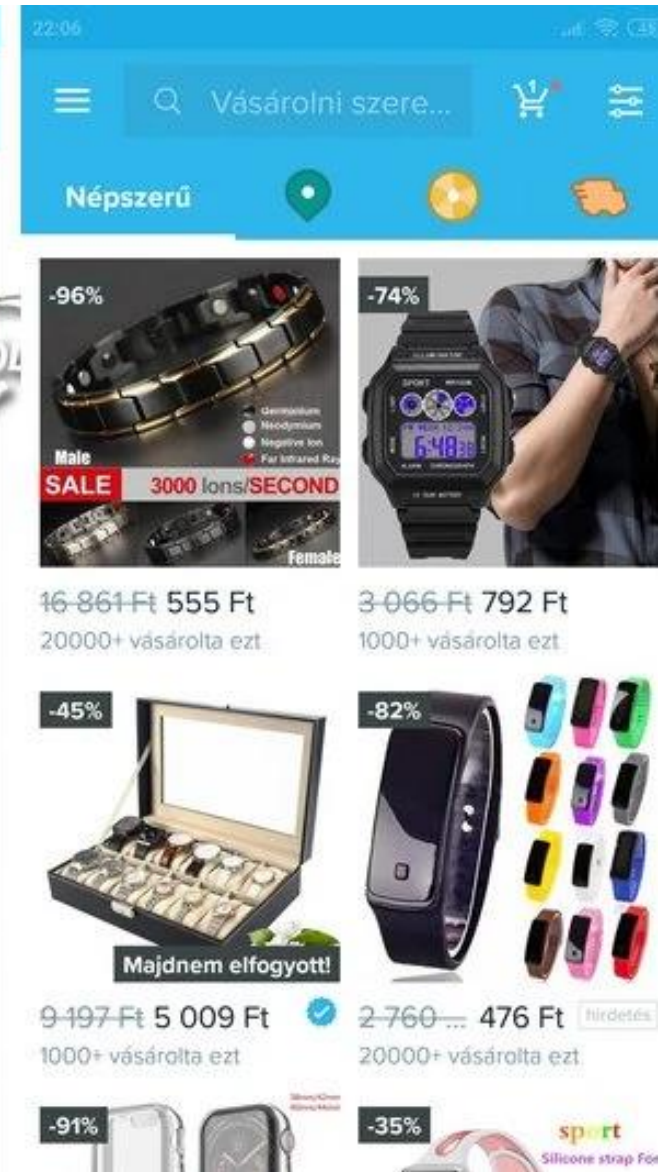 22:06
Vásárolni szere...
1
Népszerű
-96%
Germanium
Neodymium
Negative Ion
Far Infrared Ray
Male
SALE 3000 Ions/SECOND
Female
16 861 Ft 555 Ft
20000+ vásárolta ezt
-74%
SPORT
6:48
3 066 Ft 792 Ft
1000+ vásárolta ezt
-45%
Majdnem elfogyott!
9 197 Ft 5 009 Ft
1000+ vásárolta ezt
-82%
2 760 ... 476 Ft hirdetés
20000+ vásárolta ezt
-91%
-35%
sport
Silicone strap For